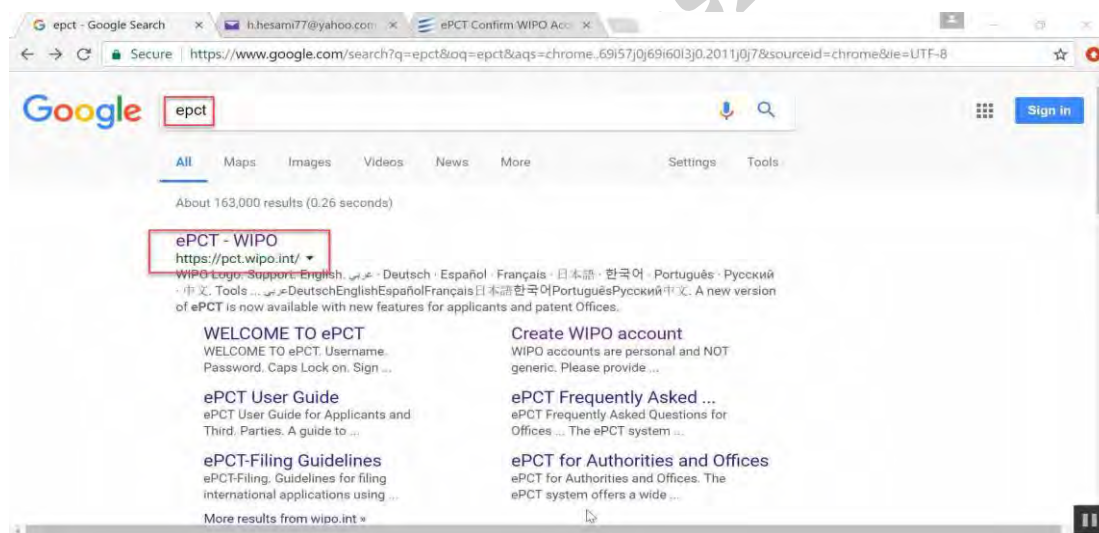 epct - Google Search
h.hesami77@yahoo.com
ePCT Confirm WIPO Acc
Secure
https://www.google.com/search?q=epct&oq=epct&aqs=chrome..69i57j0j69i60l3j0.2011j0j7&sourceid=chrome&ie=UTF-8
Google
epct
Sign in
All Maps Images Videos News More Settings Tools
About 163,000 results (0.26 seconds)
ePCT - WIPO
https://pct.wipo.int/
WIPO Logo. Support. English. عربي · Deutsch · Español · Français · 日本語 · 한국어 · Português · Русский
· 中文. Tools ... عربيDeutschEnglishEspañolFrançais日本語한국어PortuguêsРусский中文. A new version
of ePCT is now available with new features for applicants and patent Offices.
WELCOME TO ePCT
WELCOME TO ePCT. Username.
Password. Caps Lock on. Sign ...
Create WIPO account
WIPO accounts are personal and NOT
generic. Please provide ...
ePCT User Guide
ePCT User Guide for Applicants and
Third. Parties. A guide to ...
ePCT Frequently Asked ...
ePCT Frequently Asked Questions for
Offices ... The ePCT system ...
ePCT-Filing Guidelines
ePCT-Filing. Guidelines for filing
international applications using ...
ePCT for Authorities and Offices
ePCT for Authorities and Offices. The
ePCT system offers a wide ...
More results from wipo.int »